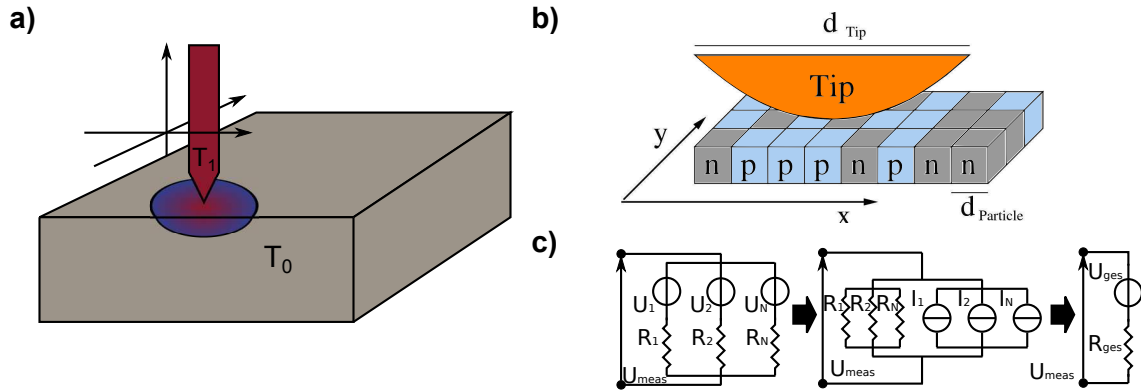 a)
T1
T0
b)
d Tip
Tip
y
n p p p n p n n
x
d Particle
c)
U1 U2 UN
R1 R2 RN
Umeas
R1 R2 RN I1 I2 IN
Umeas
Uges
Rges
Umeas